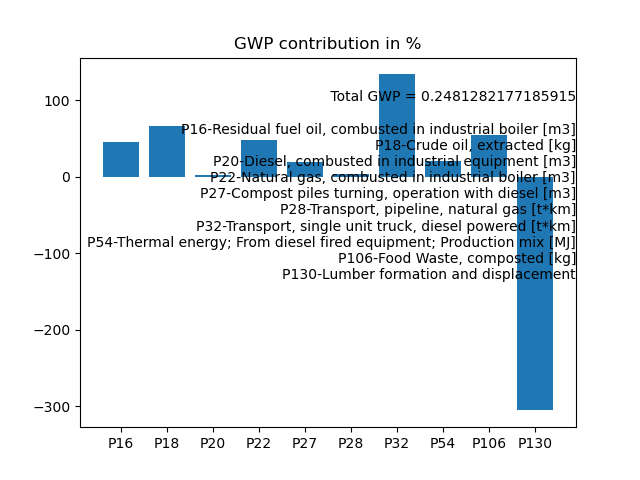 GWP contribution in %
Total GWP = 0.2481282177185915
P16-Residual fuel oil, combusted in industrial boiler [m3]
P18-Crude oil, extracted [kg]
P20-Diesel, combusted in industrial equipment [m3]
P22-Natural gas, combusted in industrial boiler [m3]
P27-Compost piles turning, operation with diesel [m3]
P28-Transport, pipeline, natural gas [t*km]
P32-Transport, single unit truck, diesel powered [t*km]
P54-Thermal energy; From diesel fired equipment; Production mix [MJ]
P106-Food Waste, composted [kg]
P130-Lumber formation and displacement
100
0
−100
−200
−300
P16 P18 P20 P22 P27 P28 P32 P54 P106 P130